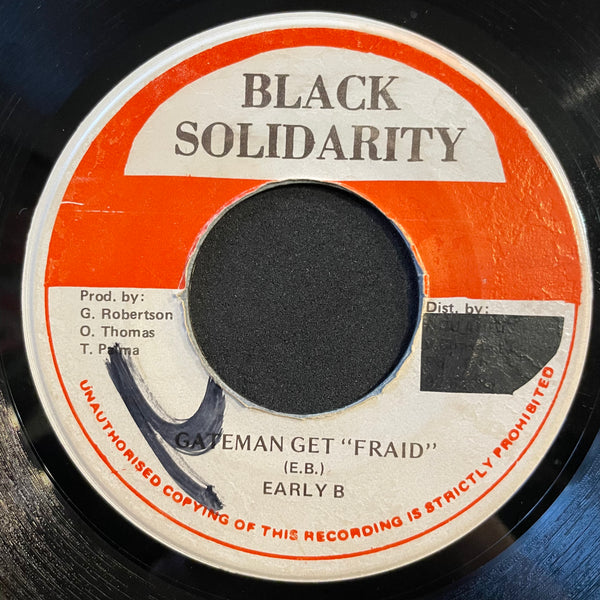 BLACK
SOLIDARITY
Prod. by:
G. Robertson
O. Thomas
T. Palma
Dist. by:
GATEMAN GET “FRAID”
(E.B.)
EARLY B
UNAUTHORISED COPYING OF THIS RECORDING IS STRICTLY PROHIBITED